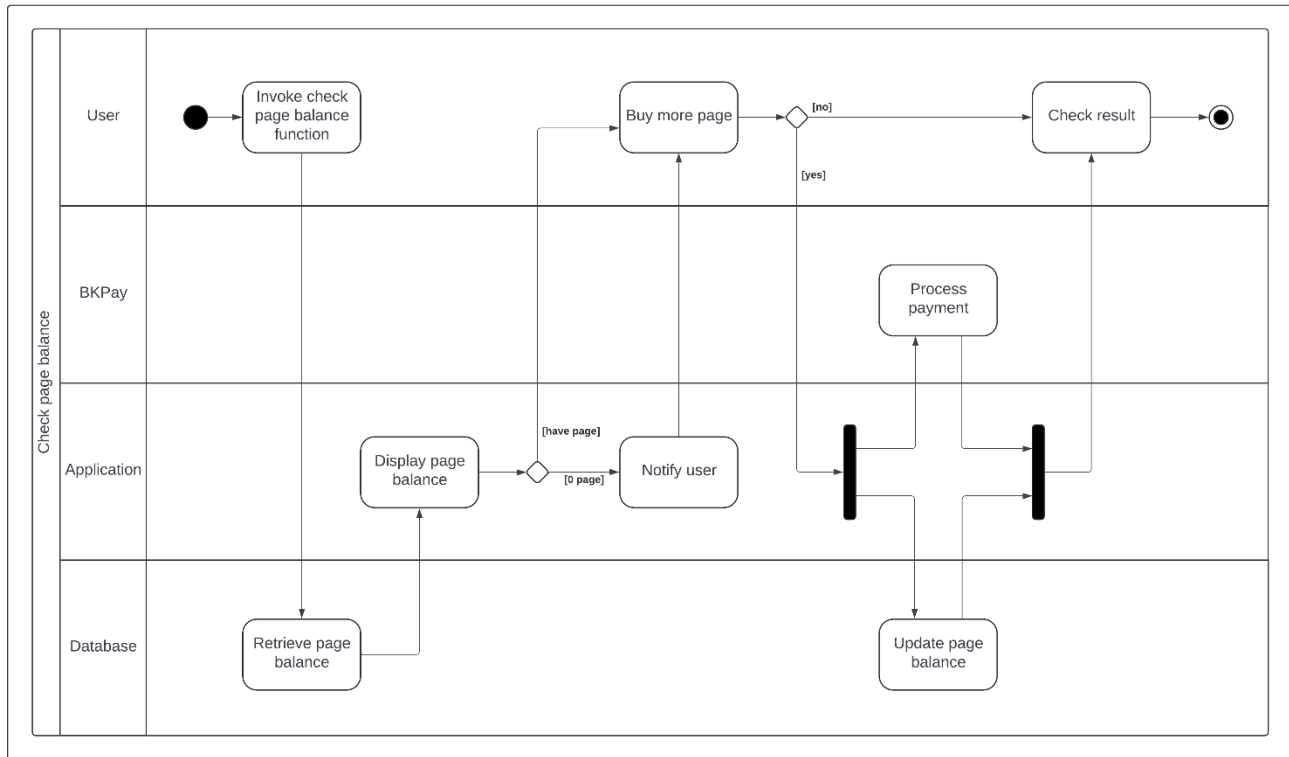 Check page balance
User
Invoke check
page balance
function
Buy more page
[no]
[yes]
Check result
BKPay
Process
payment
Application
Display page
balance
[have page]
[0 page]
Notify user
Database
Retrieve page
balance
Update page
balance